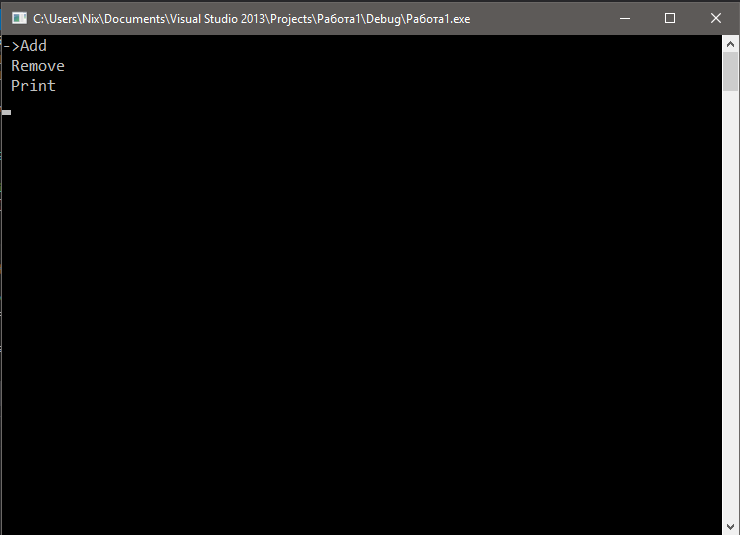 C:\Users\Nix\Documents\Visual Studio 2013\Projects\Работа1\Debug\Работа1.exe
->Add
Remove
Print